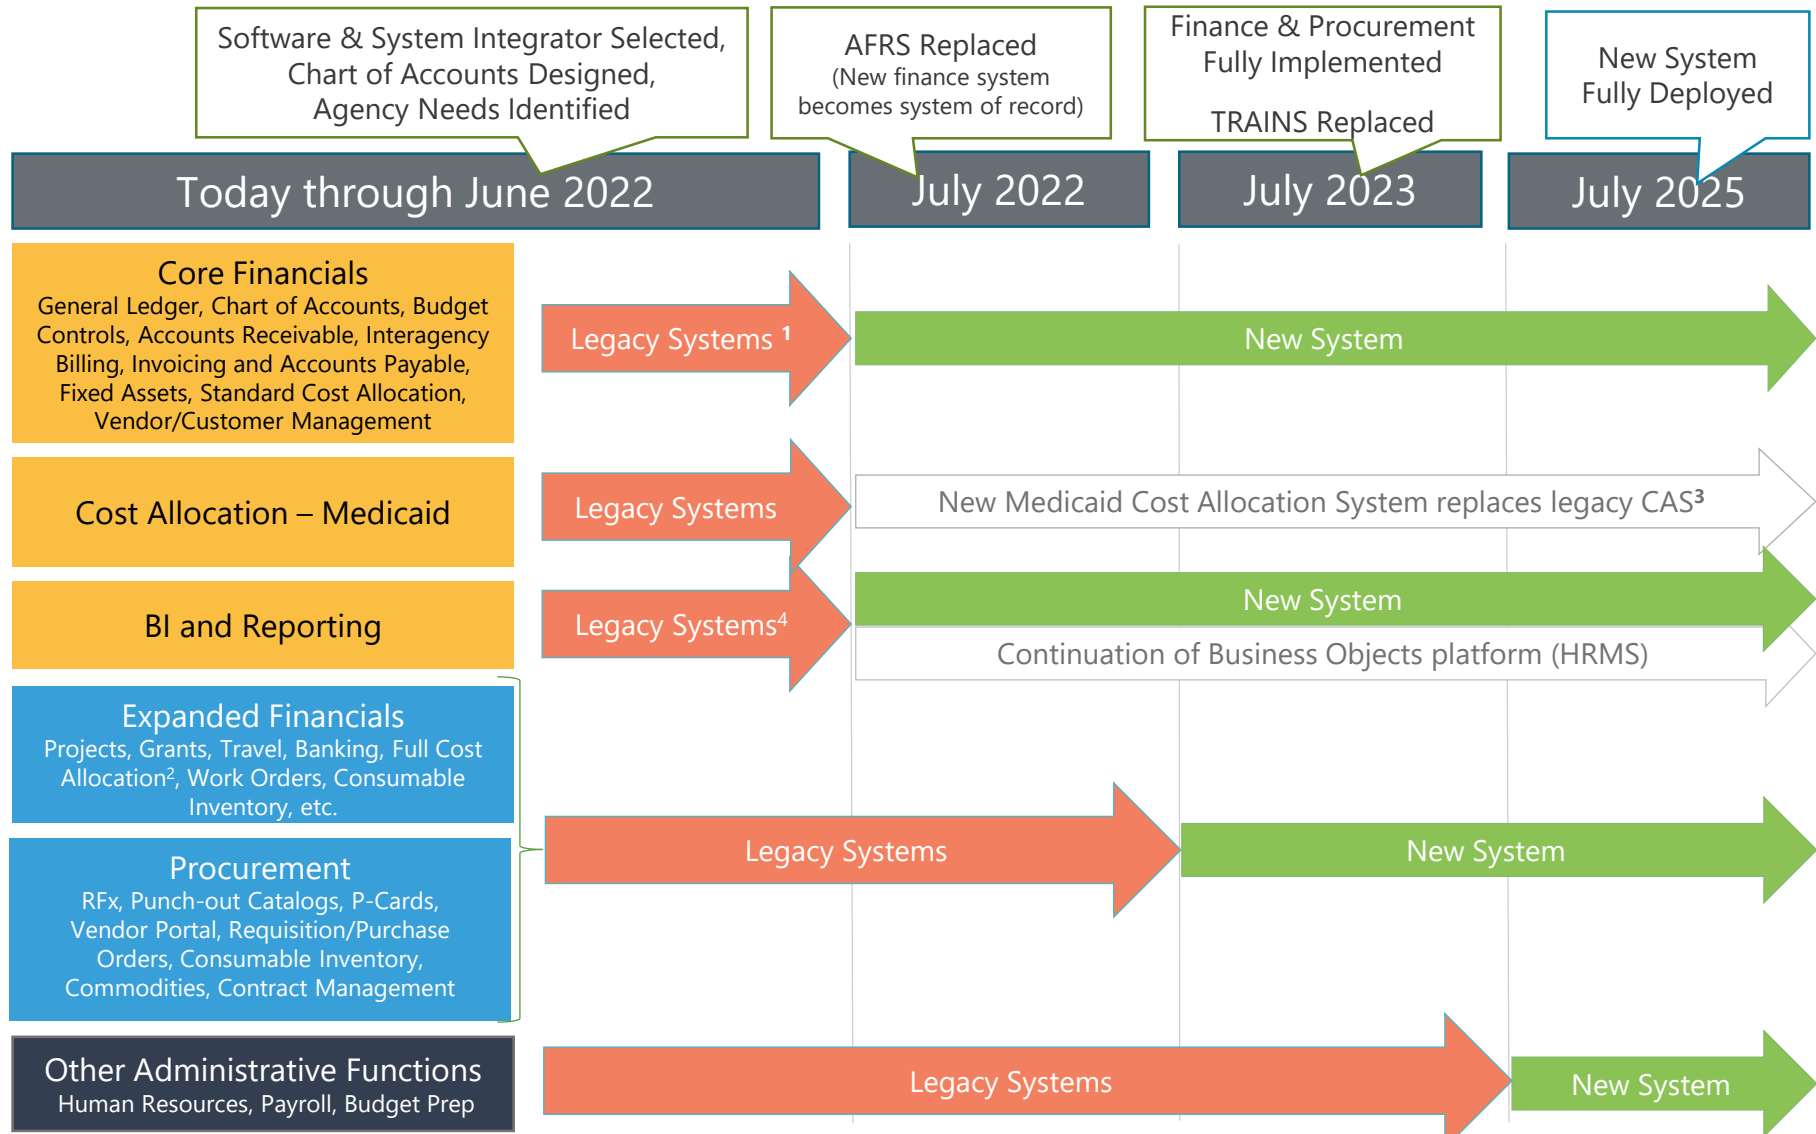 Software & System Integrator Selected,
Chart of Accounts Designed,
Agency Needs Identified
AFRS Replaced
(New finance system
becomes system of record)
Finance & Procurement
Fully Implemented
TRAINS Replaced
New System
Fully Deployed
Today through June 2022
July 2022
July 2023
July 2025
Core Financials
General Ledger, Chart of Accounts, Budget
Controls, Accounts Receivable, Interagency
Billing, Invoicing and Accounts Payable,
Fixed Assets, Standard Cost Allocation,
Vendor/Customer Management
Legacy Systems ¹
New System
Cost Allocation – Medicaid
Legacy Systems
New Medicaid Cost Allocation System replaces legacy CAS³
BI and Reporting
Legacy Systems⁴
New System
Continuation of Business Objects platform (HRMS)
Expanded Financials
Projects, Grants, Travel, Banking, Full Cost
Allocation², Work Orders, Consumable
Inventory, etc.
Procurement
RFx, Punch-out Catalogs, P-Cards,
Vendor Portal, Requisition/Purchase
Orders, Consumable Inventory,
Commodities, Contract Management
Legacy Systems
New System
Other Administrative Functions
Human Resources, Payroll, Budget Prep
Legacy Systems
New System